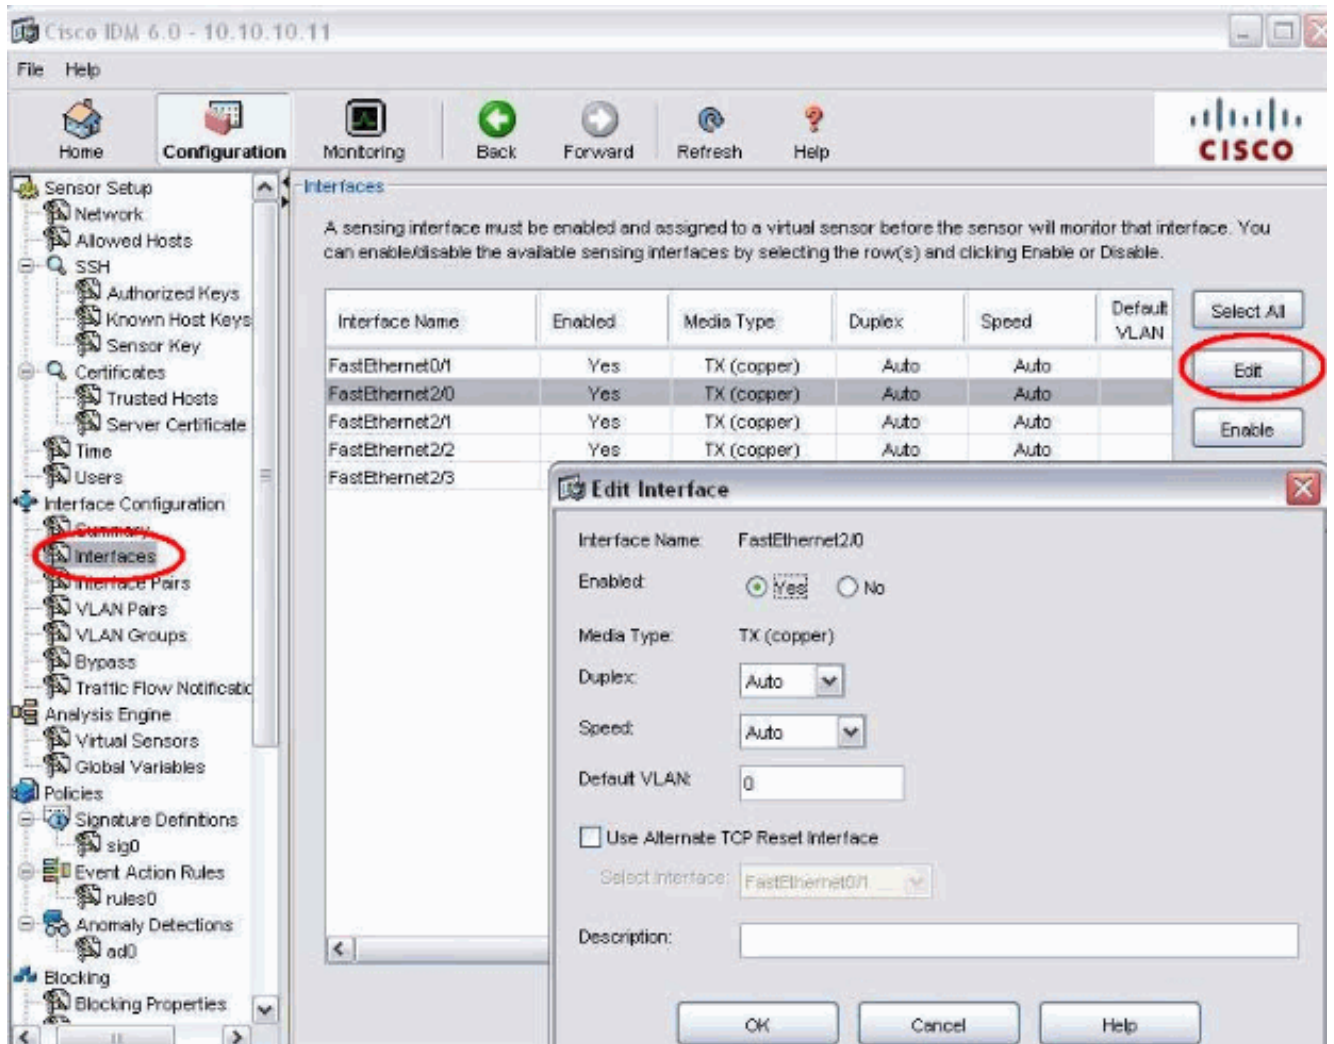 Cisco IDM 6.0 - 10.10.10.11
File Help
Home Configuration Monitoring Back Forward Refresh Help
CISCO
Sensor Setup
Network
Allowed Hosts
SSH
Authorized Keys
Known Host Keys
Sensor Key
Certificates
Trusted Hosts
Server Certificate
Time
Users
Interface Configuration
Summary
Interfaces
Interface Pairs
VLAN Pairs
VLAN Groups
Bypass
Traffic Flow Notificatic
Analysis Engine
Virtual Sensors
Global Variables
Policies
Signature Definitions
sig0
Event Action Rules
rules0
Anomaly Detections
ad0
Blocking
Blocking Properties
Interfaces
A sensing interface must be enabled and assigned to a virtual sensor before the sensor will monitor that interface. You
can enable/disable the available sensing interfaces by selecting the row(s) and clicking Enable or Disable.
Interface Name Enabled Media Type Duplex Speed Default VLAN
FastEthernet0/1 Yes TX (copper) Auto Auto
FastEthernet2/0 Yes TX (copper) Auto Auto
FastEthernet2/1 Yes TX (copper) Auto Auto
FastEthernet2/2 Yes TX (copper) Auto Auto
FastEthernet2/3
Select All
Edit
Enable
Edit Interface
Interface Name: FastEthernet2/0
Enabled: Yes No
Media Type: TX (copper)
Duplex: Auto
Speed: Auto
Default VLAN: 0
Use Alternate TCP Reset Interface
Select Interface: FastEthernet0/1
Description:
OK Cancel Help